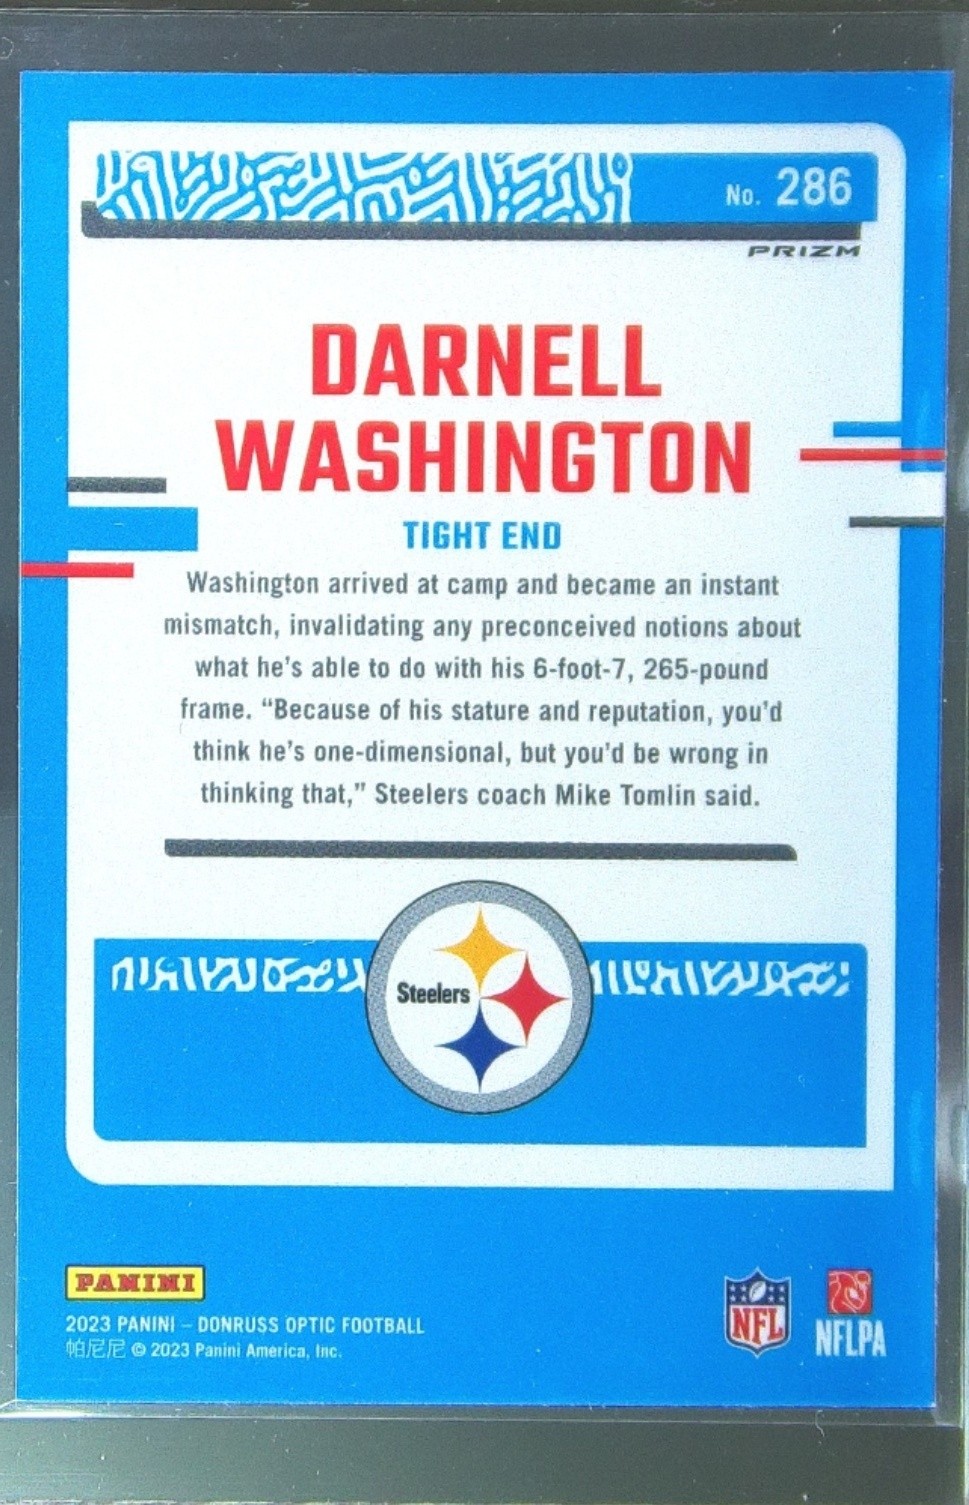 No. 286
PRIZM
DARNELL
WASHINGTON
TIGHT END
Washington arrived at camp and became an instant
mismatch, invalidating any preconceived notions about
what he's able to do with his 6-foot-7, 265-pound
frame. “Because of his stature and reputation, you'd
think he's one-dimensional, but you'd be wrong in
thinking that,” Steelers coach Mike Tomlin said.
Steelers
PANINI
2023 PANINI – DONRUSS OPTIC FOOTBALL
帕尼尼 © 2023 Panini America, Inc.
NFL
NFLPA